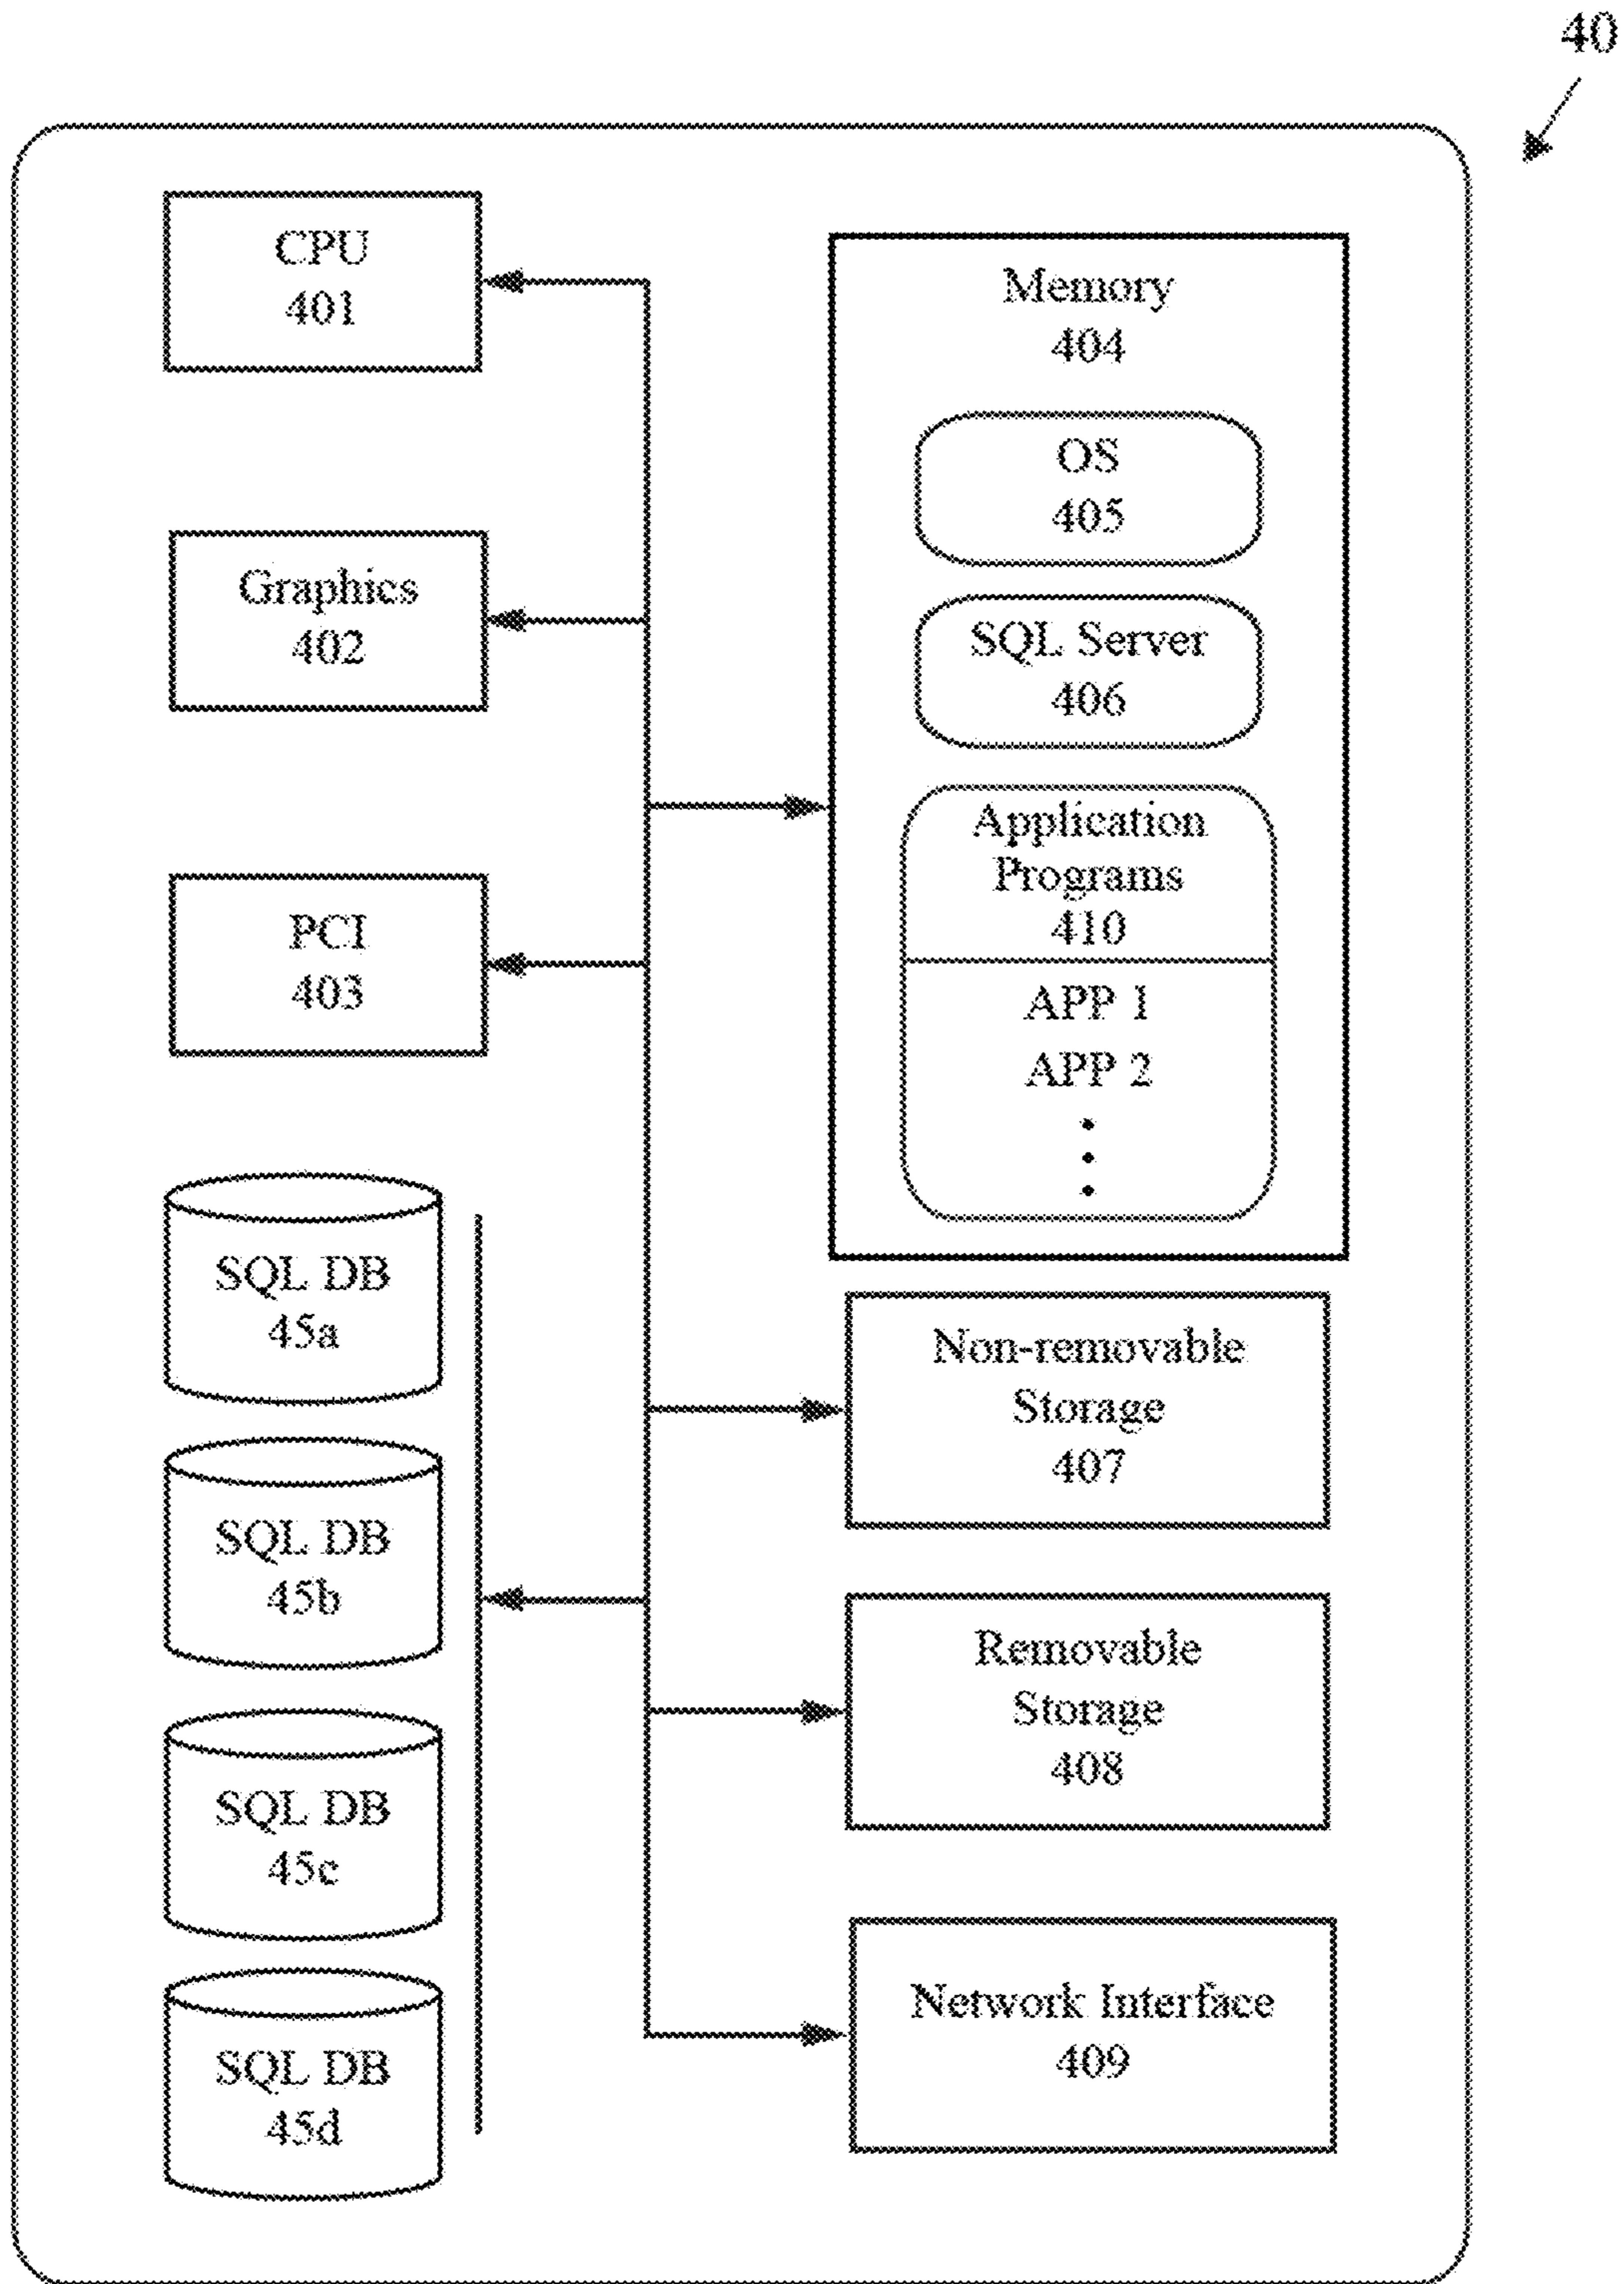 40
CPU
401
Graphics
402
PCI
403
SQL DB
45a
SQL DB
45b
SQL DB
45c
SQL DB
45d
Memory
404
OS
405
SQL Server
406
Application
Programs
410
APP 1
APP 2
Non-removable
Storage
407
Removable
Storage
408
Network Interface
409